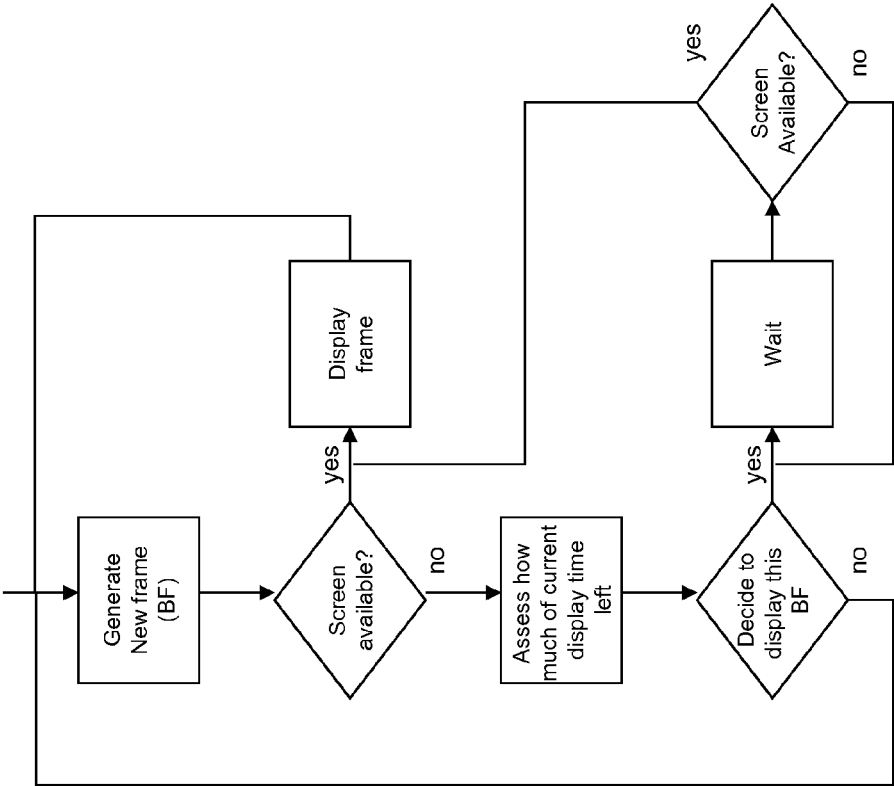 Generate
New frame
(BF)
Screen
available?
yes
Display
frame
no
Assess how
much of current
display time
left
Decide to
display this
BF
yes
Wait
no
Screen
Available?
yes
no